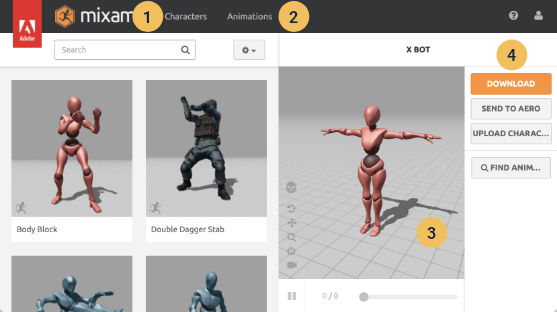 Adobe
mixam
1
Characters
Animations
2
?
Search
X BOT
4
DOWNLOAD
SEND TO AERO
UPLOAD CHARAC...
FIND ANIM...
Body Block
Double Dagger Stab
3
0 / 0